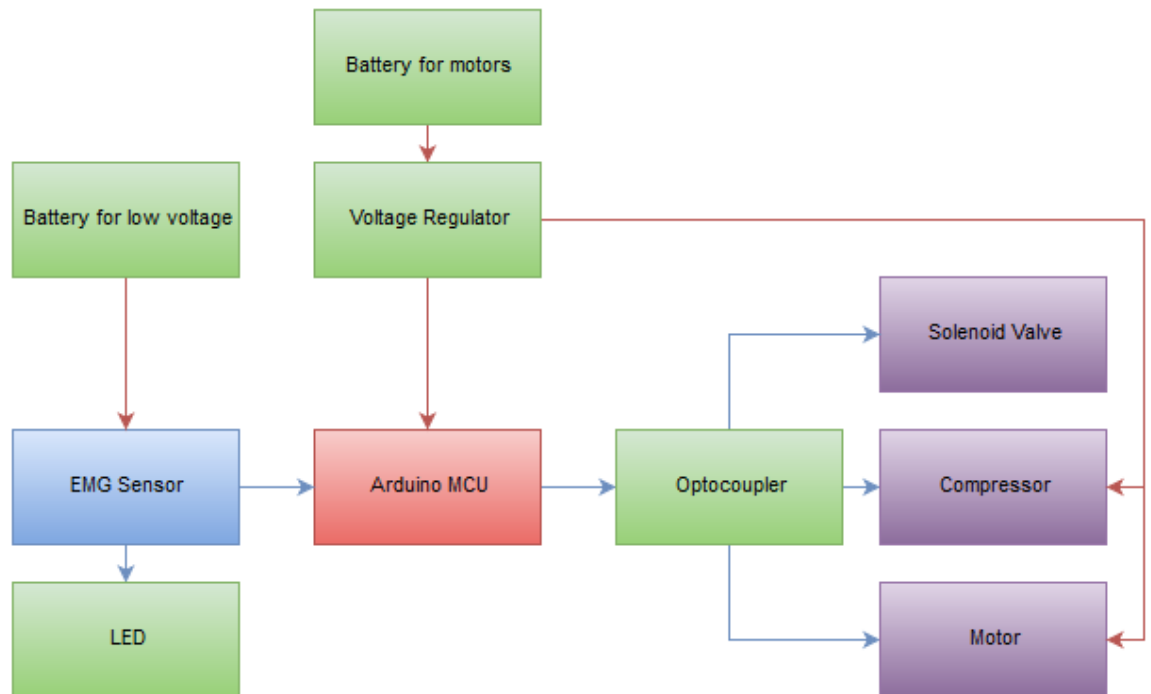 Battery for motors
Battery for low voltage
Voltage Regulator
Solenoid Valve
EMG Sensor
Arduino MCU
Optocoupler
Compressor
LED
Motor